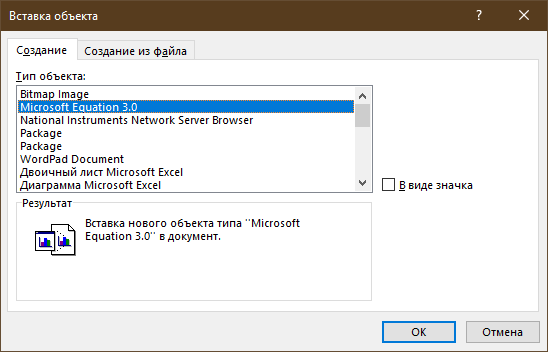 Вставка объекта
Создание
Создание из файла
Тип объекта:
Bitmap Image
Microsoft Equation 3.0
National Instruments Network Server Browser
Package
Package
WordPad Document
Двоичный лист Microsoft Excel
Диаграмма Microsoft Excel
В виде значка
Результат
Вставка нового объекта типа "Microsoft
Equation 3.0" в документ.
ОК
Отмена